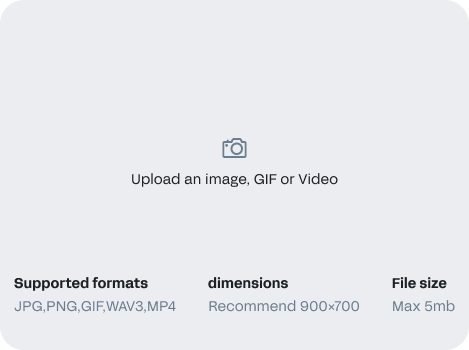 Upload an image, GIF or Video
Supported formats
JPG,PNG,GIF,WAV3,MP4
dimensions
Recommend 900×700
File size
Max 5mb